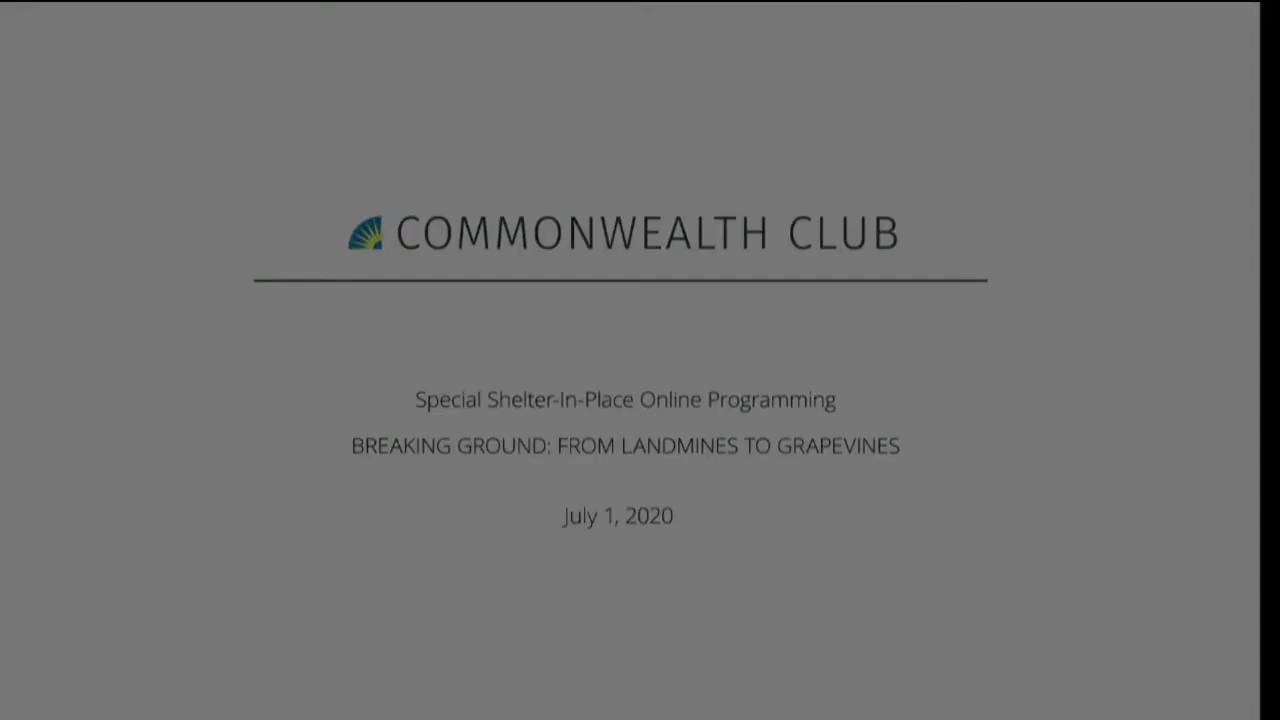 COMMONWEALTH CLUB
Special Shelter-In-Place Online Programming
BREAKING GROUND: FROM LANDMINES TO GRAPEVINES
July 1, 2020